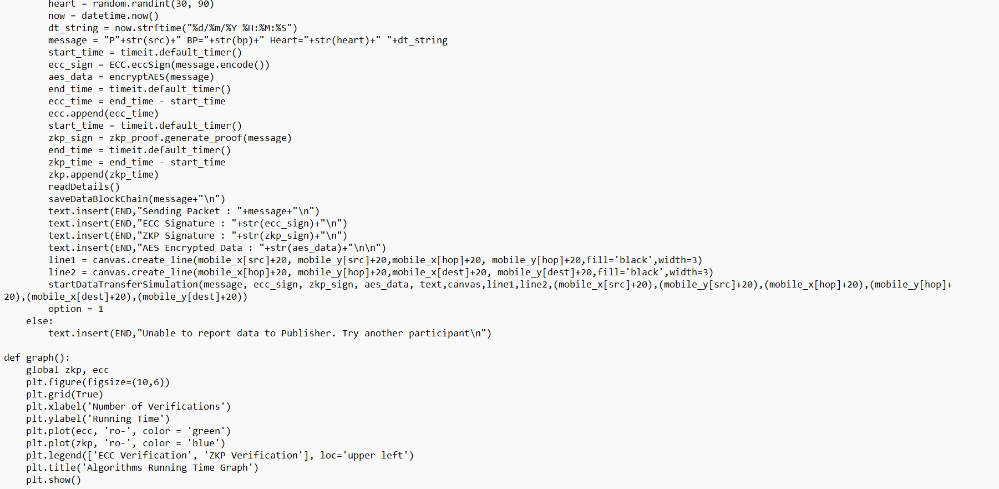 heart = random.randint(30, 90)
        now = datetime.now()
        dt_string = now.strftime("%d/%m/%Y %H:%M:%S")
        message = "P"+str(src)+" BP="+str(bp)+" Heart="+str(heart)+" "+dt_string
        start_time = timeit.default_timer()
        ecc_sign = ECC.eccSign(message.encode())
        aes_data = encryptAES(message)
        end_time = timeit.default_timer()
        ecc_time = end_time - start_time
        ecc.append(ecc_time)
        start_time = timeit.default_timer()
        zkp_sign = zkp_proof.generate_proof(message)
        end_time = timeit.default_timer()
        zkp_time = end_time - start_time
        zkp.append(zkp_time)
        readDetails()
        saveDataBlockChain(message+"\n")
        text.insert(END,"Sending Packet : "+message+"\n")
        text.insert(END,"ECC Signature : "+str(ecc_sign)+"\n")
        text.insert(END,"ZKP Signature : "+str(zkp_sign)+"\n")
        text.insert(END,"AES Encrypted Data : "+str(aes_data)+"\n\n")
        line1 = canvas.create_line(mobile_x[src]+20, mobile_y[src]+20,mobile_x[hop]+20, mobile_y[hop]+20,fill='black',width=3)
        line2 = canvas.create_line(mobile_x[hop]+20, mobile_y[hop]+20,mobile_x[dest]+20, mobile_y[dest]+20,fill='black',width=3)
        startDataTransferSimulation(message, ecc_sign, zkp_sign, aes_data, text,canvas,line1,line2,(mobile_x[src]+20),(mobile_y[src]+20),(mobile_x[hop]+20),(mobile_y[hop]+
20),(mobile_x[dest]+20),(mobile_y[dest]+20))
        option = 1
    else:
        text.insert(END,"Unable to report data to Publisher. Try another participant\n")

def graph():
    global zkp, ecc
    plt.figure(figsize=(10,6))
    plt.grid(True)
    plt.xlabel('Number of Verifications')
    plt.ylabel('Running Time')
    plt.plot(ecc, 'ro-', color = 'green')
    plt.plot(zkp, 'ro-', color = 'blue')
    plt.legend(['ECC Verification', 'ZKP Verification'], loc='upper left')
    plt.title('Algorithms Running Time Graph')
    plt.show()